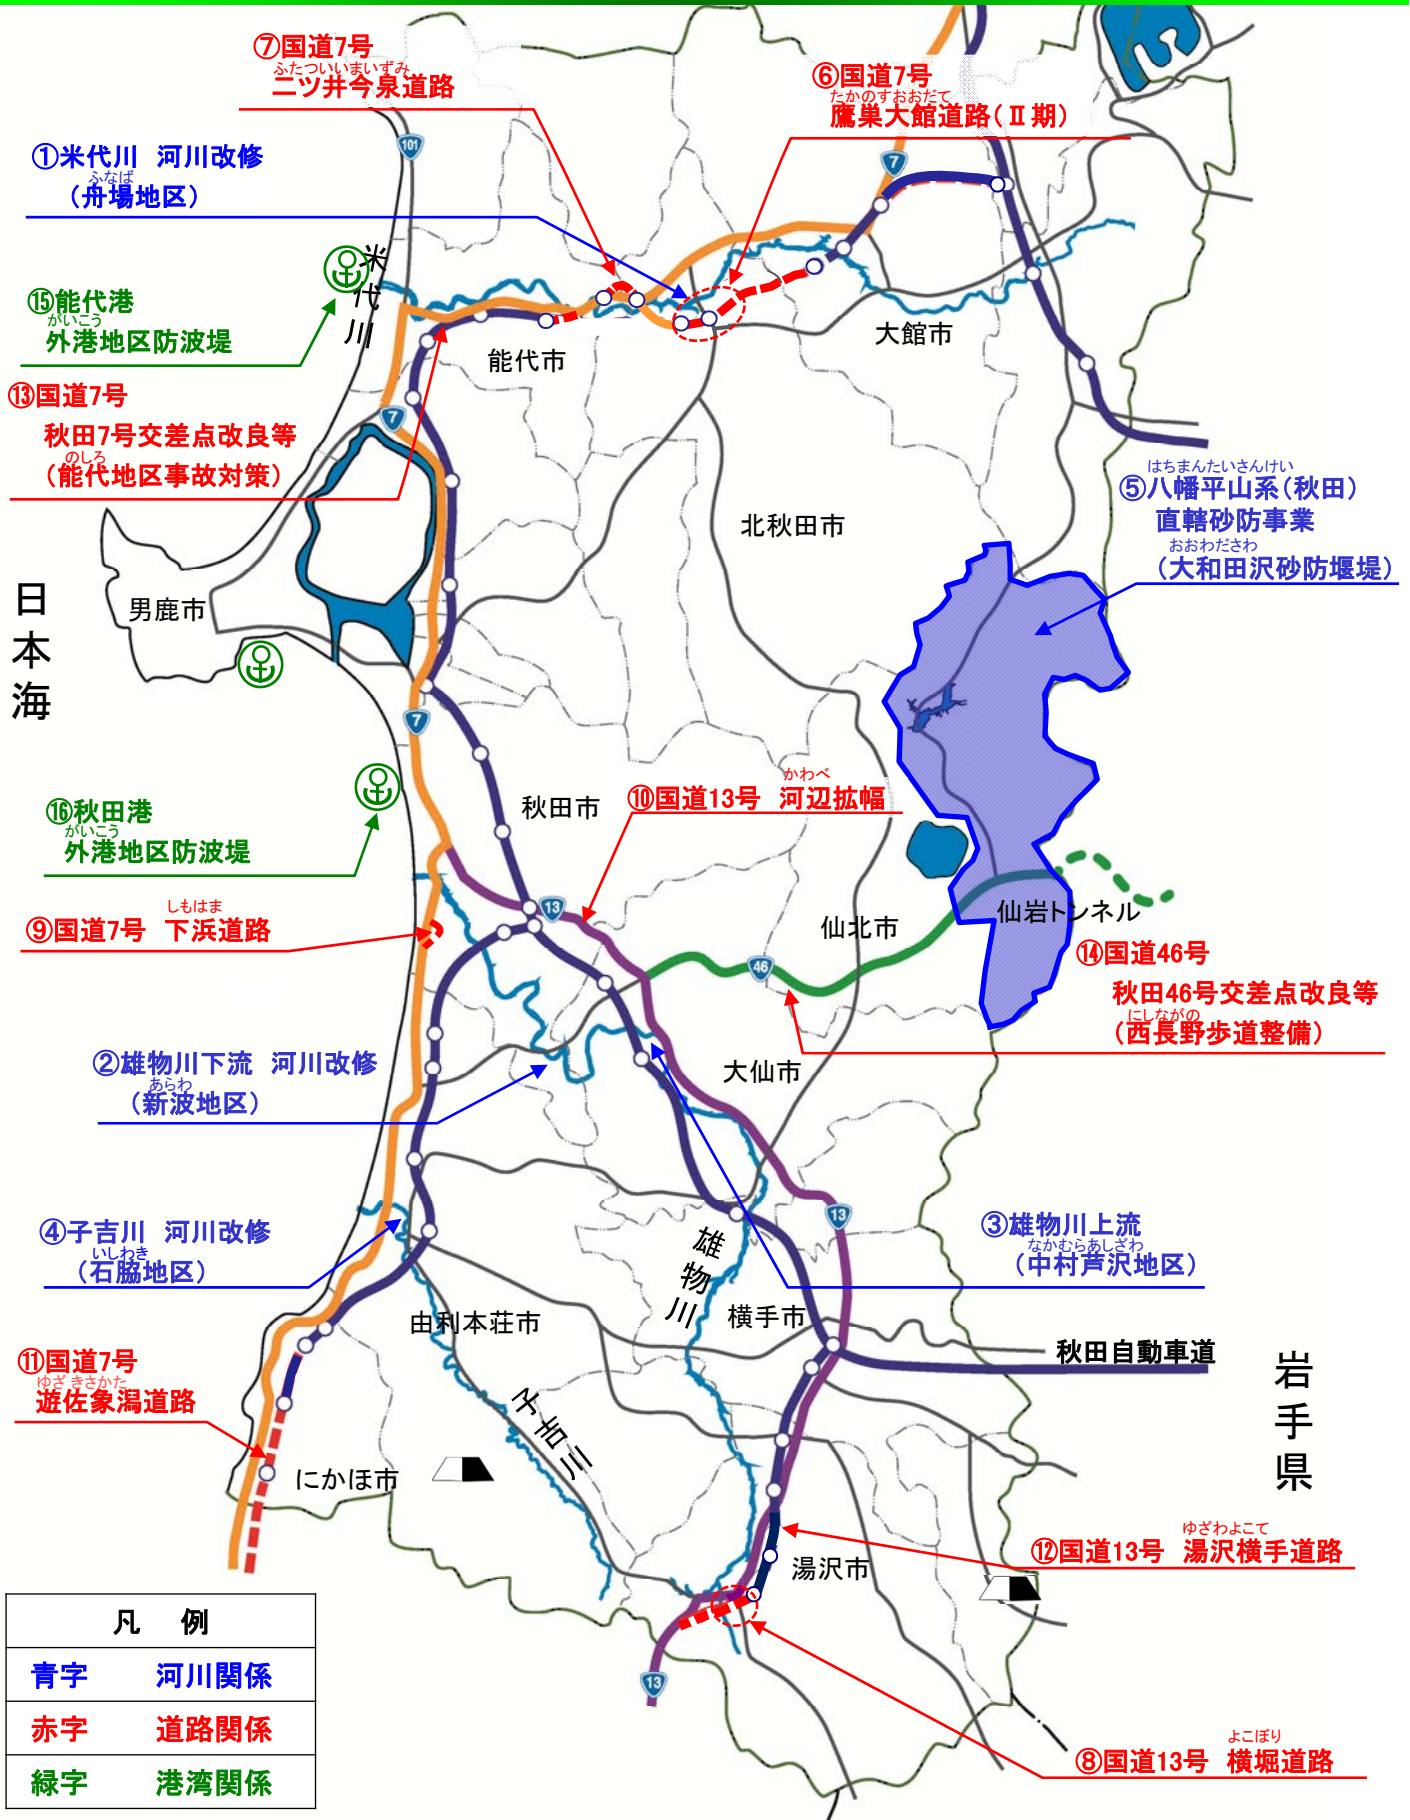 ⑦国道7号
ふたついいまいずみ
二ツ井今泉道路
⑥国道7号
たかのすおおだて
鷹巣大館道路(Ⅱ期)
101
7
①米代川 河川改修
ふなば
(舟場地区)
米代川
⑮能代港
がいこう
外港地区防波堤
能代市
大館市
⑬国道7号
秋田7号交差点改良等
のしろ
(能代地区事故対策)
7
はちまんたいさんけい
⑤八幡平山系(秋田)
直轄砂防事業
おおわださわ
(大和田沢砂防堰堤)
北秋田市
日本海
男鹿市
7
⑯秋田港
がいこう
外港地区防波堤
秋田市
かわべ
⑩国道13号 河辺拡幅
しもはま
⑨国道7号 下浜道路
13
仙北市
仙岩トンネル
46
⑭国道46号
秋田46号交差点改良等
にしながの
(西長野歩道整備)
②雄物川下流 河川改修
あらわ
(新波地区)
大仙市
④子吉川 河川改修
いしわき
(石脇地区)
13
③雄物川上流
なかむらあしざわ
(中村芦沢地区)
雄物川
由利本荘市
横手市
秋田自動車道
岩手県
⑪国道7号
ゆざきさかた
遊佐象潟道路
子吉川
にかほ市
ゆざわよこて
⑫国道13号 湯沢横手道路
湯沢市
13
よこぼり
⑧国道13号 横堀道路
凡 例
青字 河川関係
赤字 道路関係
緑字 港湾関係